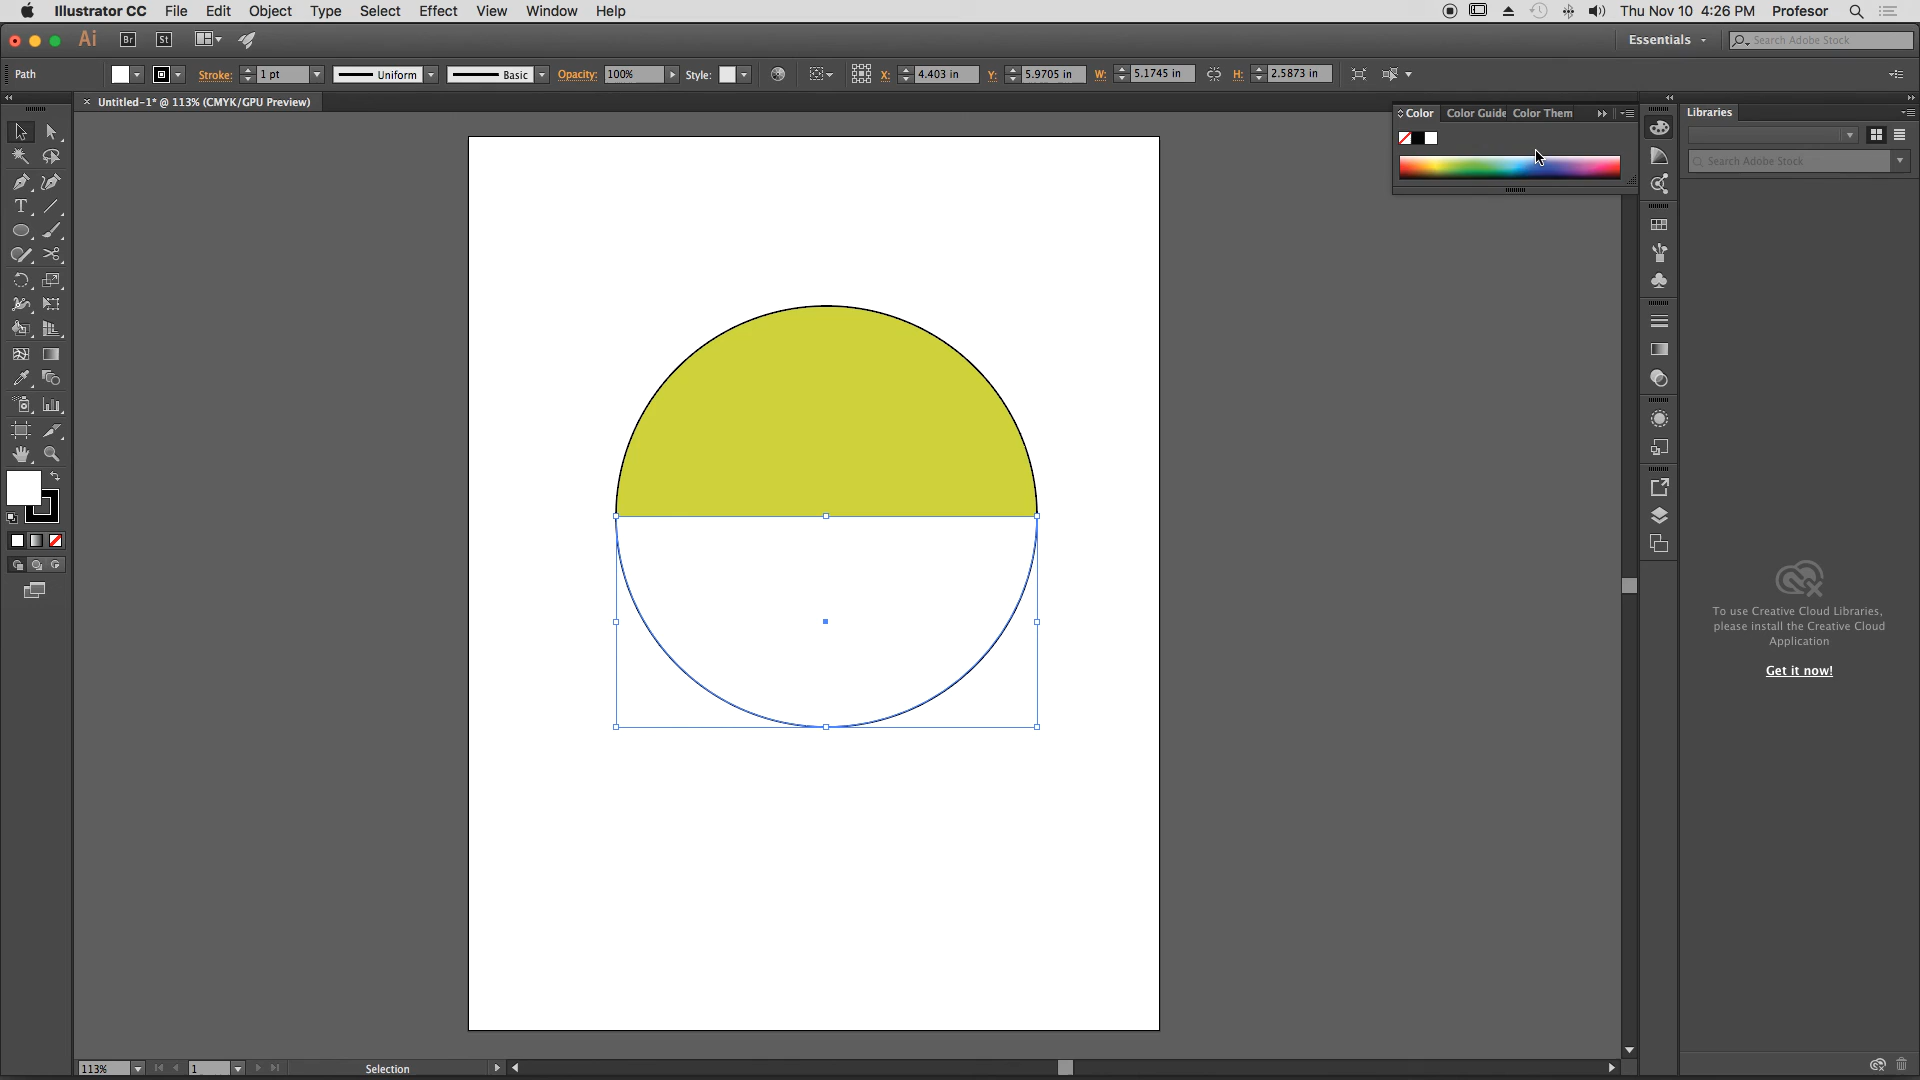 Illustrator CC File Edit Object Type Select Effect View Window Help Thu Nov 10 4:26 PM Profesor
Ai Br St Essentials Search Adobe Stock
Path Stroke: 1 pt Uniform Basic Opacity: 100% Style: X: 4.403 in Y: 5.9705 in W: 5.1745 in H: 2.5873 in
× Untitled-1* @ 113% (CMYK/GPU Preview)
Color Color Guide Color Them
Libraries
Search Adobe Stock
T
To use Creative Cloud Libraries,
please install the Creative Cloud
Application
Get it now!
113% 1 Selection